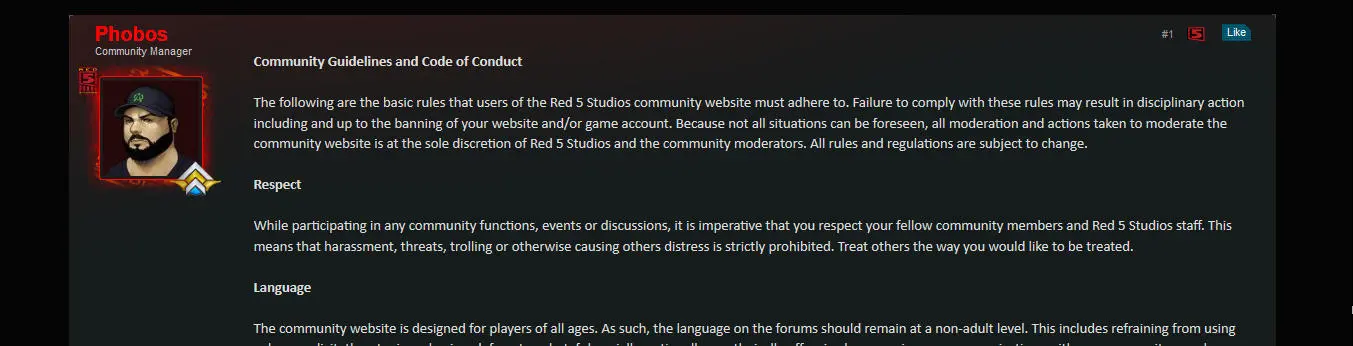 Phobos
Community Manager
#1
Like
Community Guidelines and Code of Conduct
The following are the basic rules that users of the Red 5 Studios community website must adhere to. Failure to comply with these rules may result in disciplinary action
including and up to the banning of your website and/or game account. Because not all situations can be foreseen, all moderation and actions taken to moderate the
community website is at the sole discretion of Red 5 Studios and the community moderators. All rules and regulations are subject to change.
Respect
While participating in any community functions, events or discussions, it is imperative that you respect your fellow community members and Red 5 Studios staff. This
means that harassment, threats, trolling or otherwise causing others distress is strictly prohibited. Treat others the way you would like to be treated.
Language
The community website is designed for players of all ages. As such, the language on the forums should remain at a non-adult level. This includes refraining from using